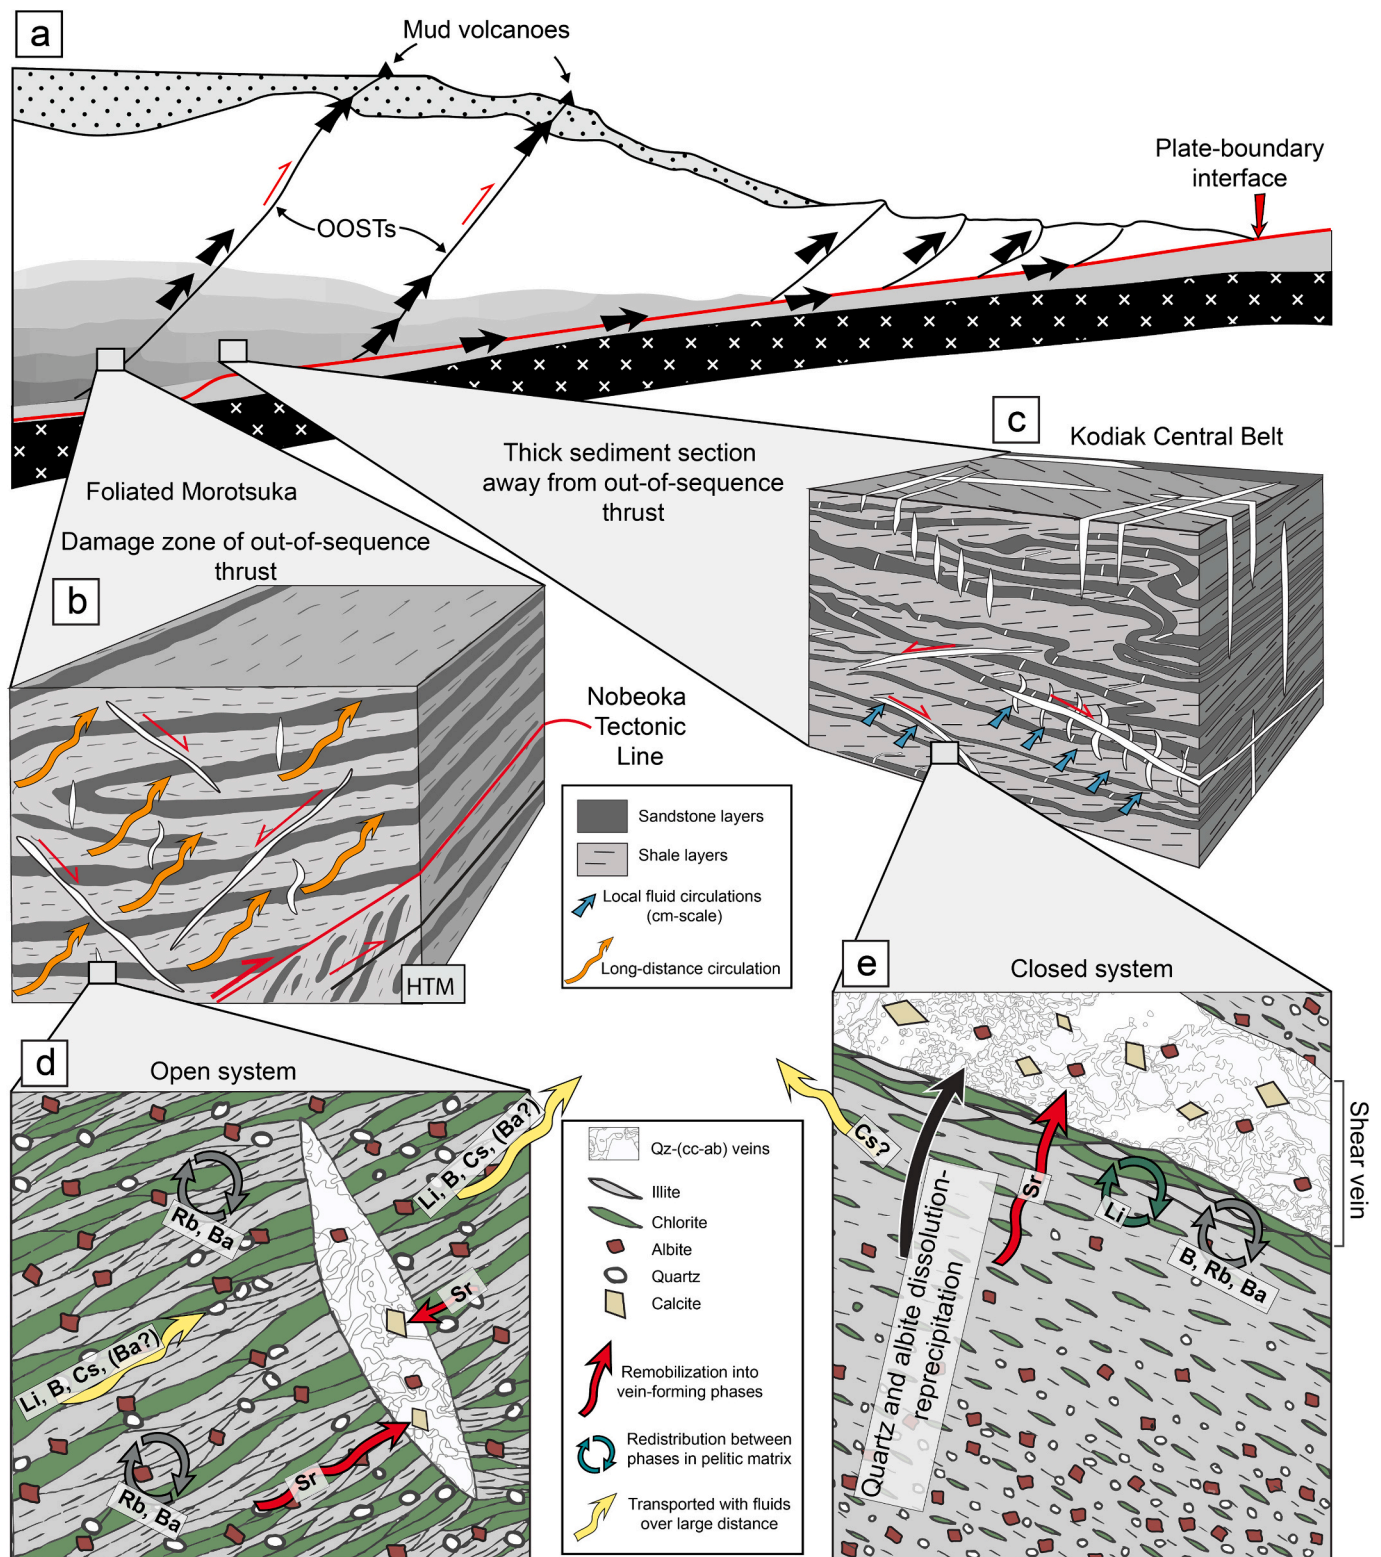 a
Mud volcanoes
Plate-boundary
interface
OOSTs
c
Kodiak Central Belt
Thick sediment section
away from out-of-sequence
thrust
Foliated Morotsuka
Damage zone of out-of-sequence
thrust
b
Nobeoka
Tectonic
Line
HTM
Sandstone layers
Shale layers
Local fluid circulations
(cm-scale)
Long-distance circulation
e
Closed system
d
Open system
Li, B, Cs, (Ba?)
Rb, Ba
Sr
Li, B, Cs, (Ba?)
Rb, Ba
Sr
Qz-(cc-ab) veins
Illite
Chlorite
Albite
Quartz
Calcite
Remobilization into
vein-forming phases
Redistribution between
phases in pelitic matrix
Transported with fluids
over large distance
Cs?
Quartz and albite dissolution-
reprecipitation
Sr
Li
B, Rb, Ba
Shear vein